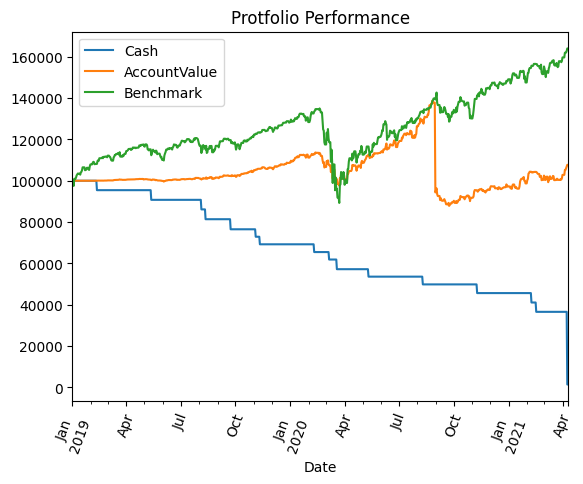 Protfolio Performance
Cash
AccountValue
Benchmark
160000
140000
120000
100000
80000
60000
40000
20000
0
Jan
2019
Apr
Jul
Oct
Jan
2020
Apr
Jul
Oct
Jan
2021
Apr
Date